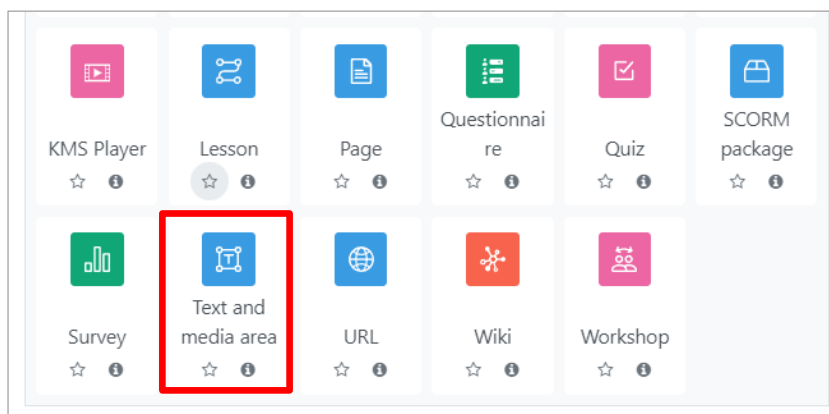 KMS Player
Lesson
Page
Questionnai
re
Quiz
SCORM
package
Survey
Text and
media area
URL
Wiki
Workshop